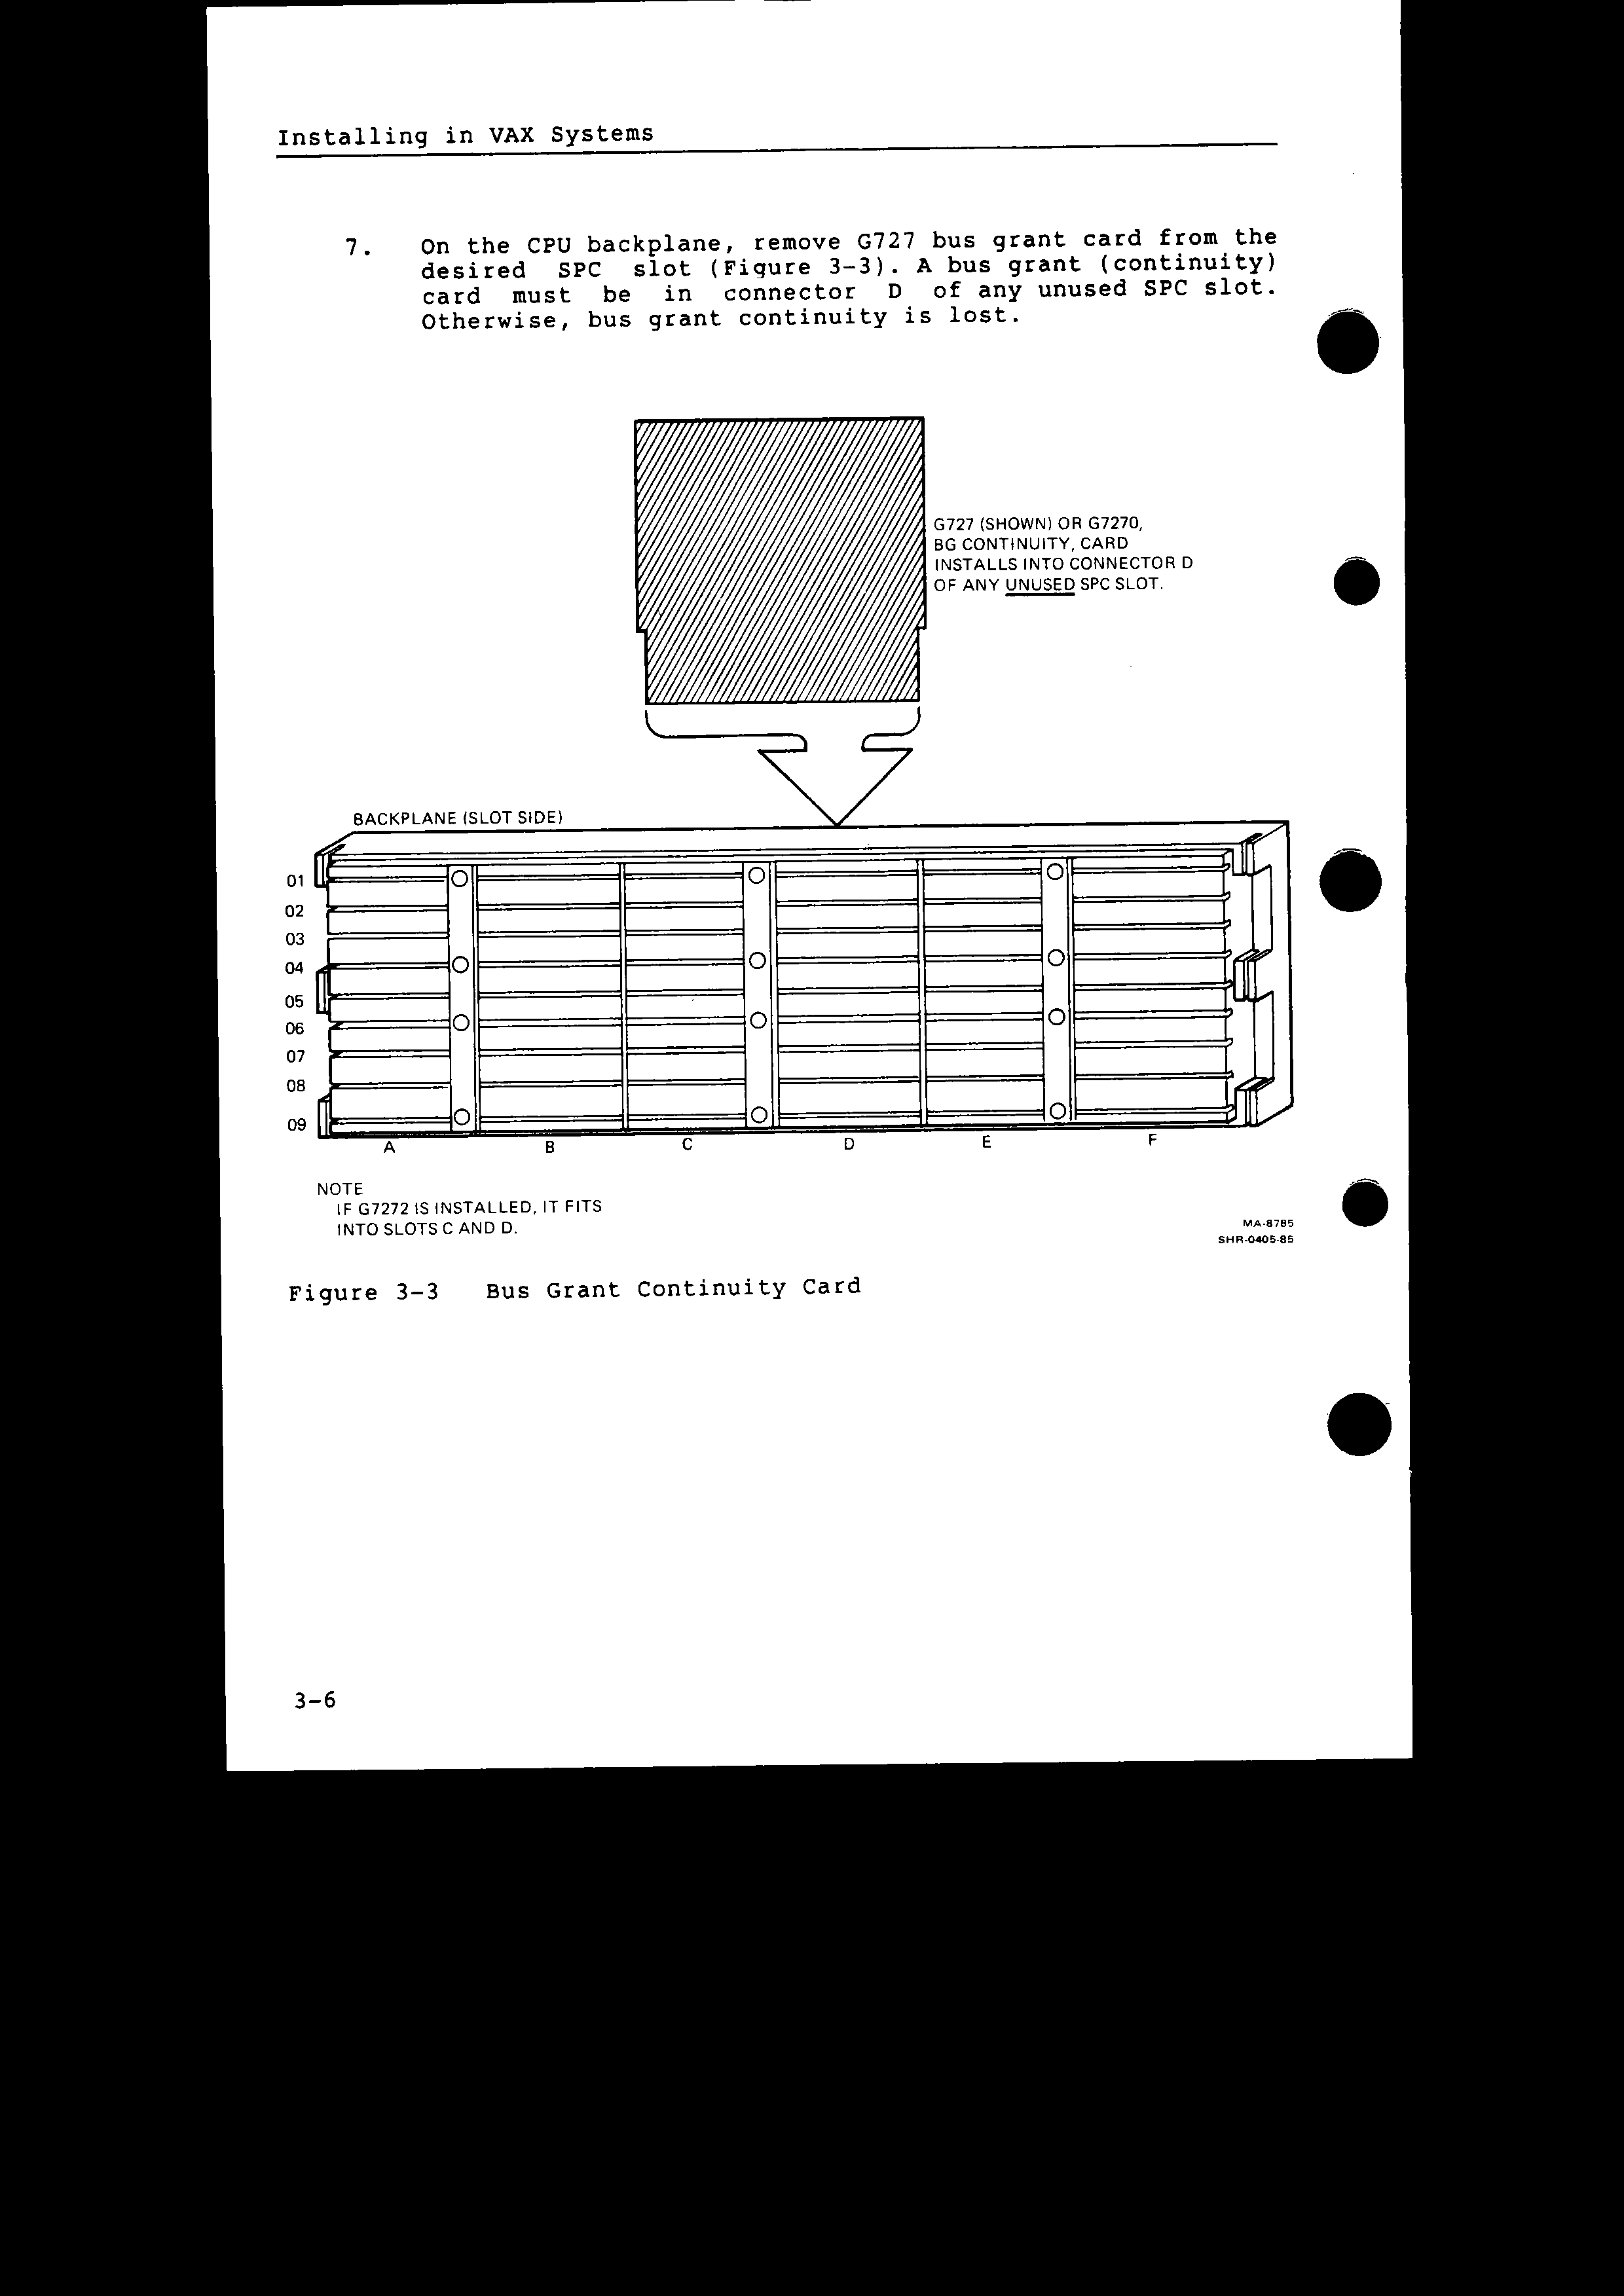 Installing in VAX Systems
7. On the CPU backplane, remove G727 bus grant card from the
desired SPC slot (Figure 3-3). A bus grant (continuity)
card must be in connector D of any unused SPC slot.
Otherwise, bus grant continuity is lost.
G727 (SHOWN) OR G7270,
BG CONTINUITY, CARD
INSTALLS INTO CONNECTOR D
OF ANY UNUSED SPC SLOT.
BACKPLANE (SLOT SIDE)
01
02
03
04
05
06
07
08
09
A B C D E F
NOTE
IF G7272 IS INSTALLED, IT FITS
INTO SLOTS C AND D.
MA-8785
SHR-0405-85
Figure 3-3 Bus Grant Continuity Card
3-6